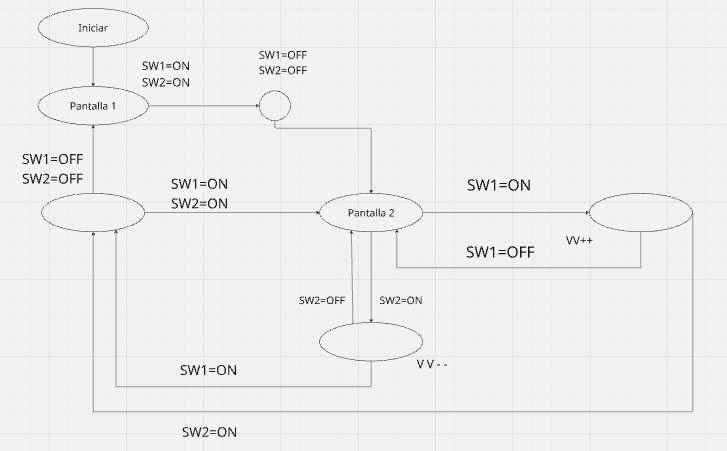 Iniciar
SW1=ON
SW2=ON
SW1=OFF
SW2=OFF
Pantalla 1
SW1=OFF
SW2=OFF
SW1=ON
SW2=ON
Pantalla 2
SW1=ON
VV++
SW1=OFF
SW2=OFF
SW2=ON
VV--
SW1=ON
SW2=ON